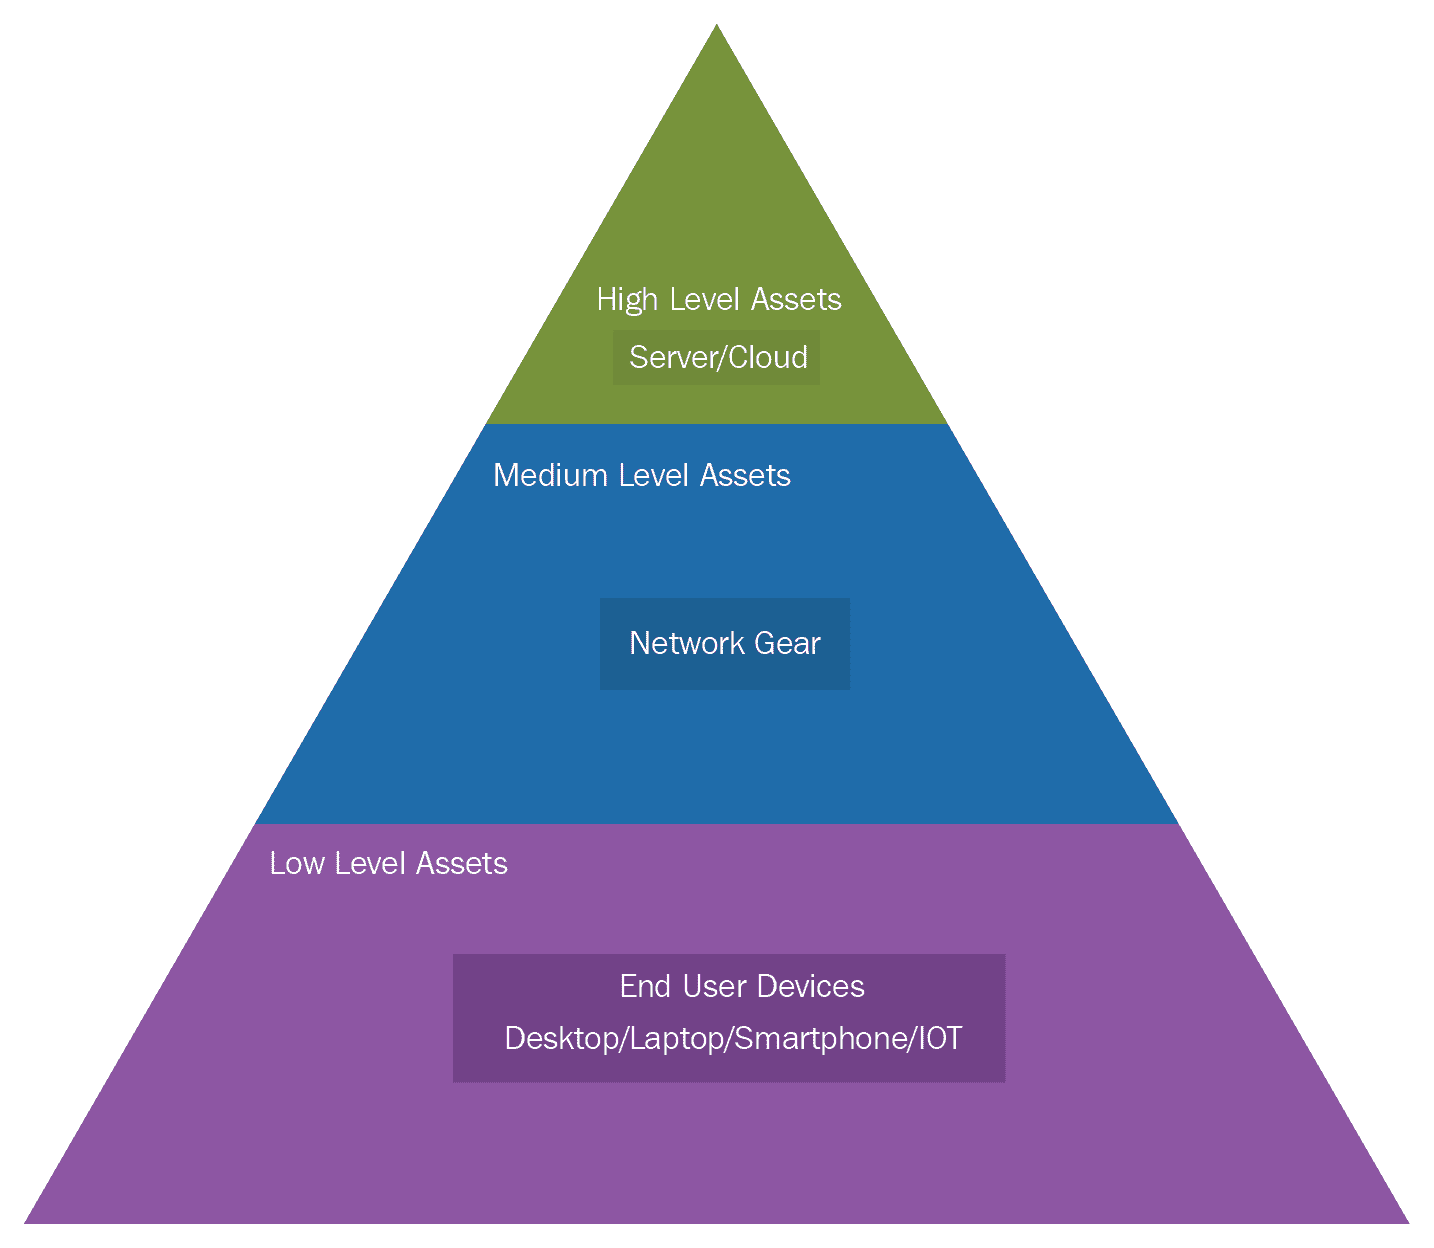 High Level Assets
Server/Cloud
Medium Level Assets
Network Gear
Low Level Assets
End User Devices
Desktop/Laptop/Smartphone/IOT